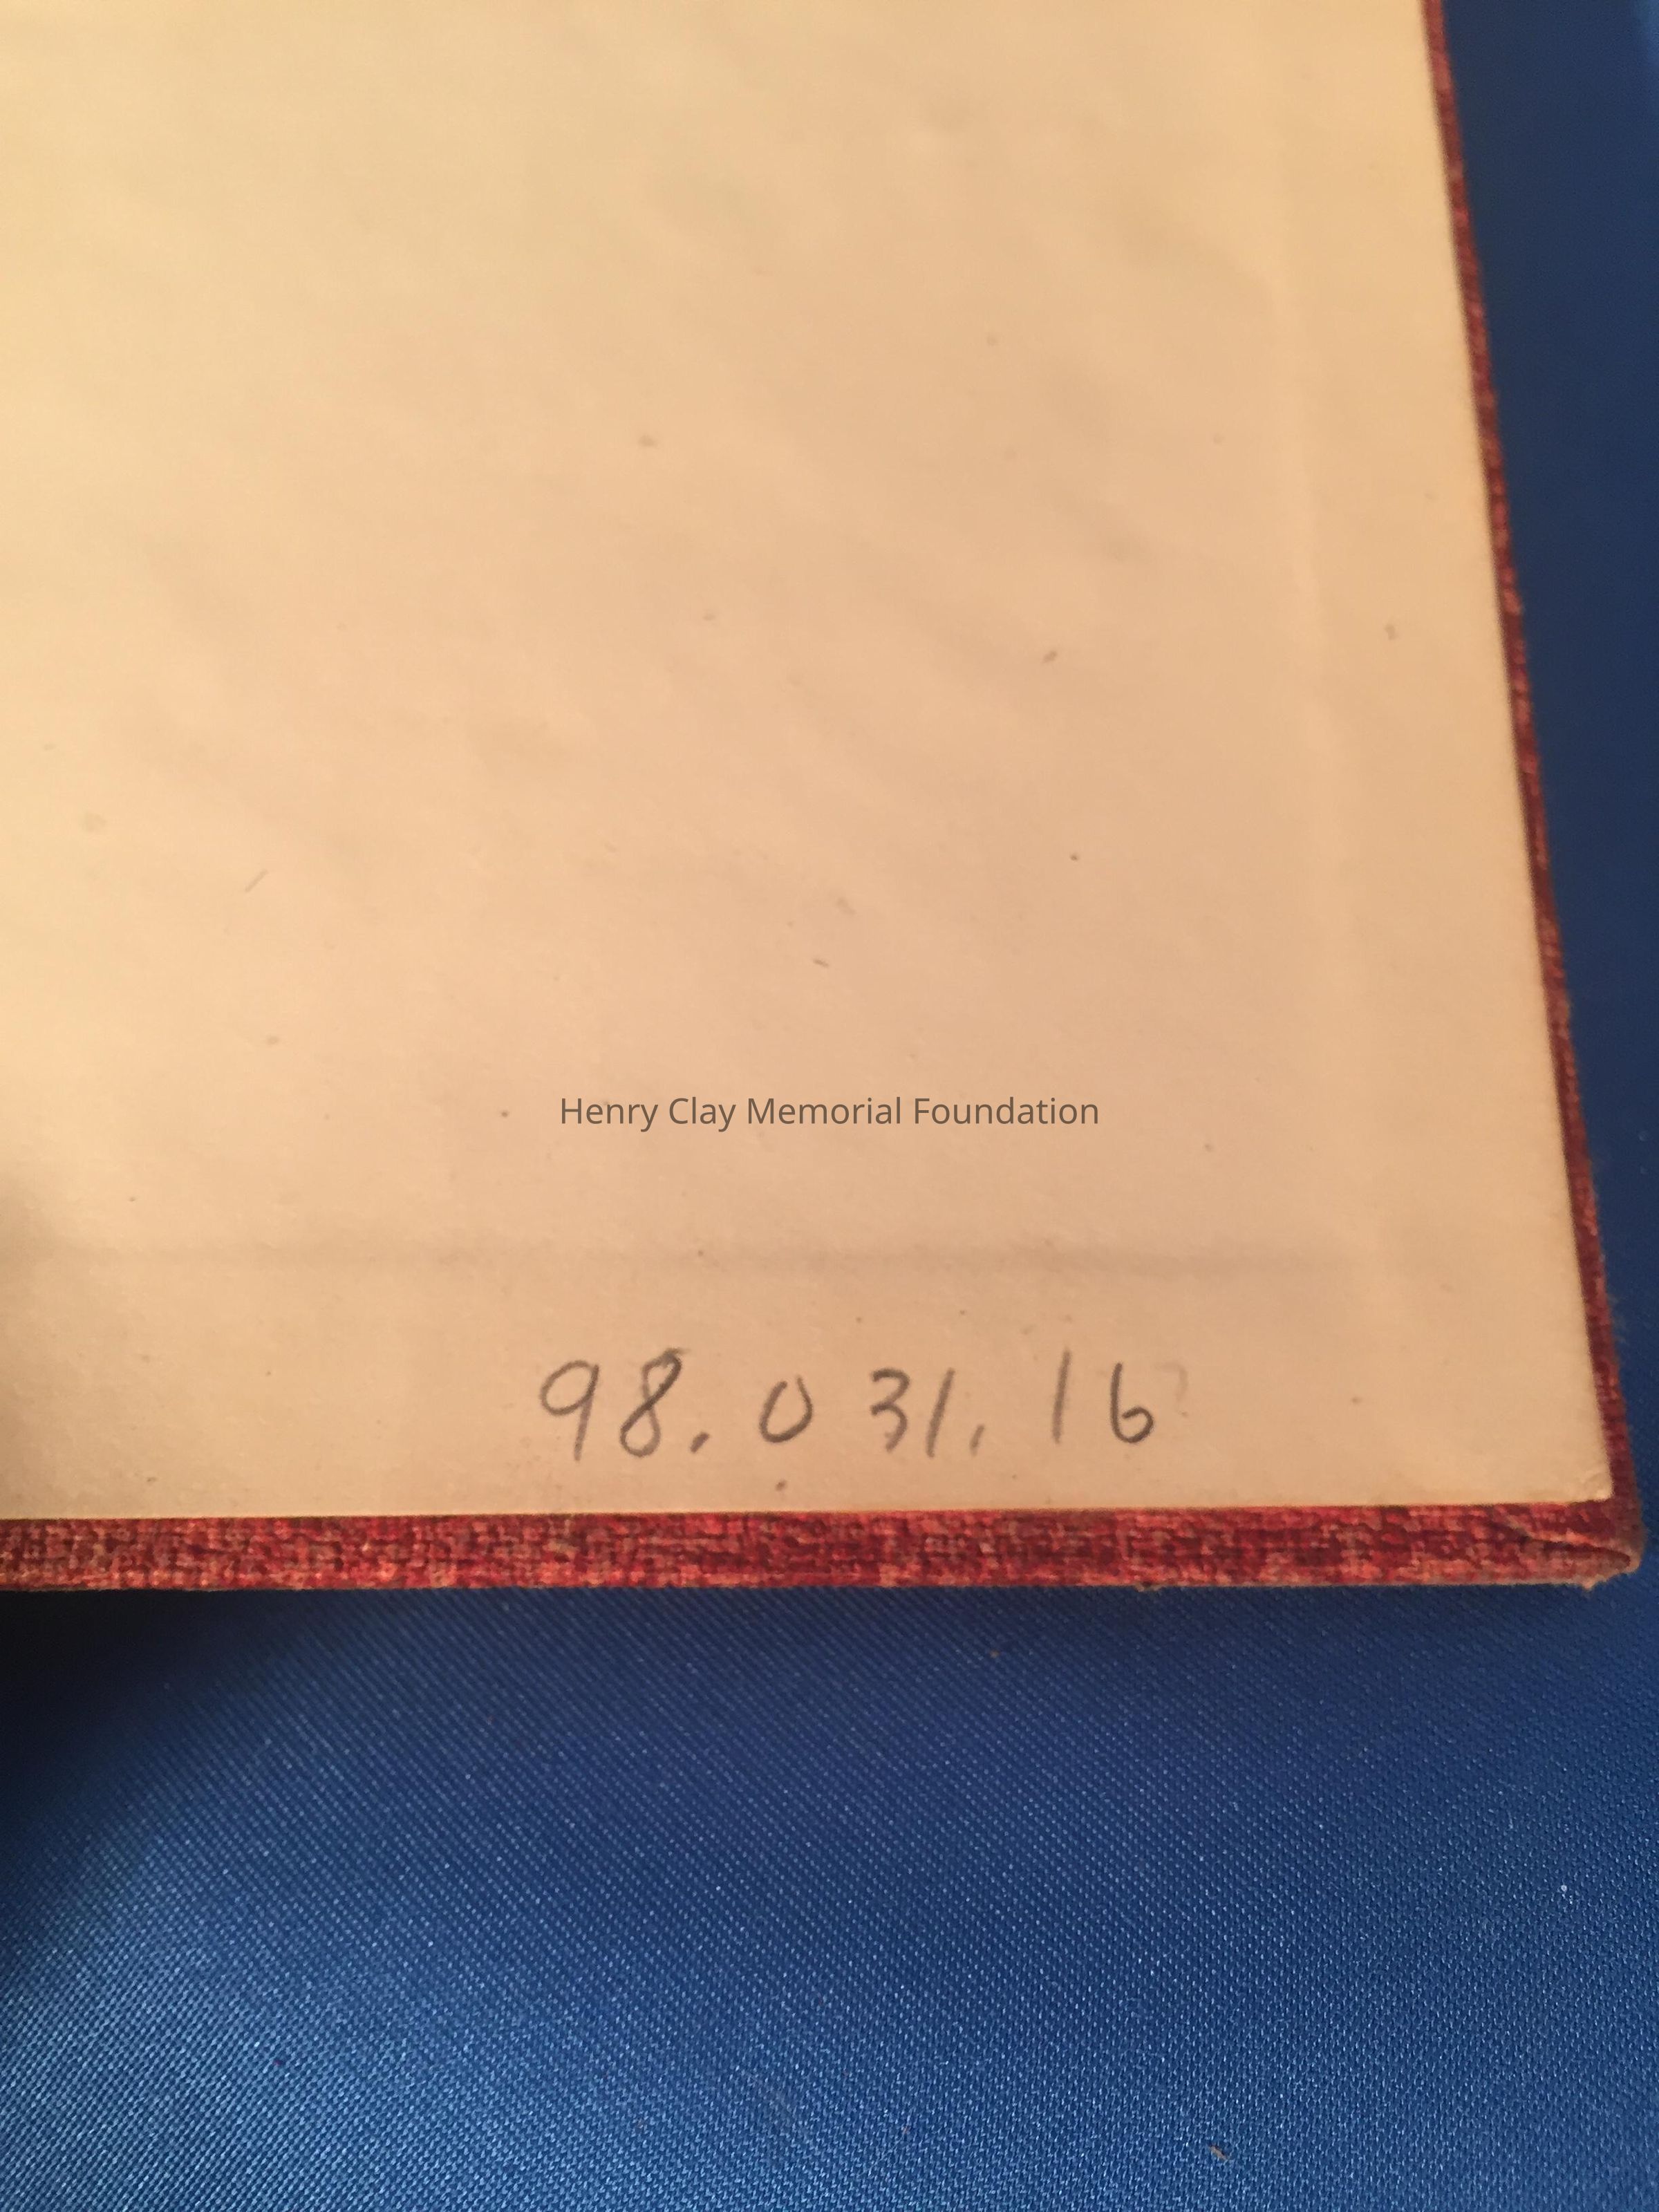 Henry Clay Memorial Foundation
98.031.16